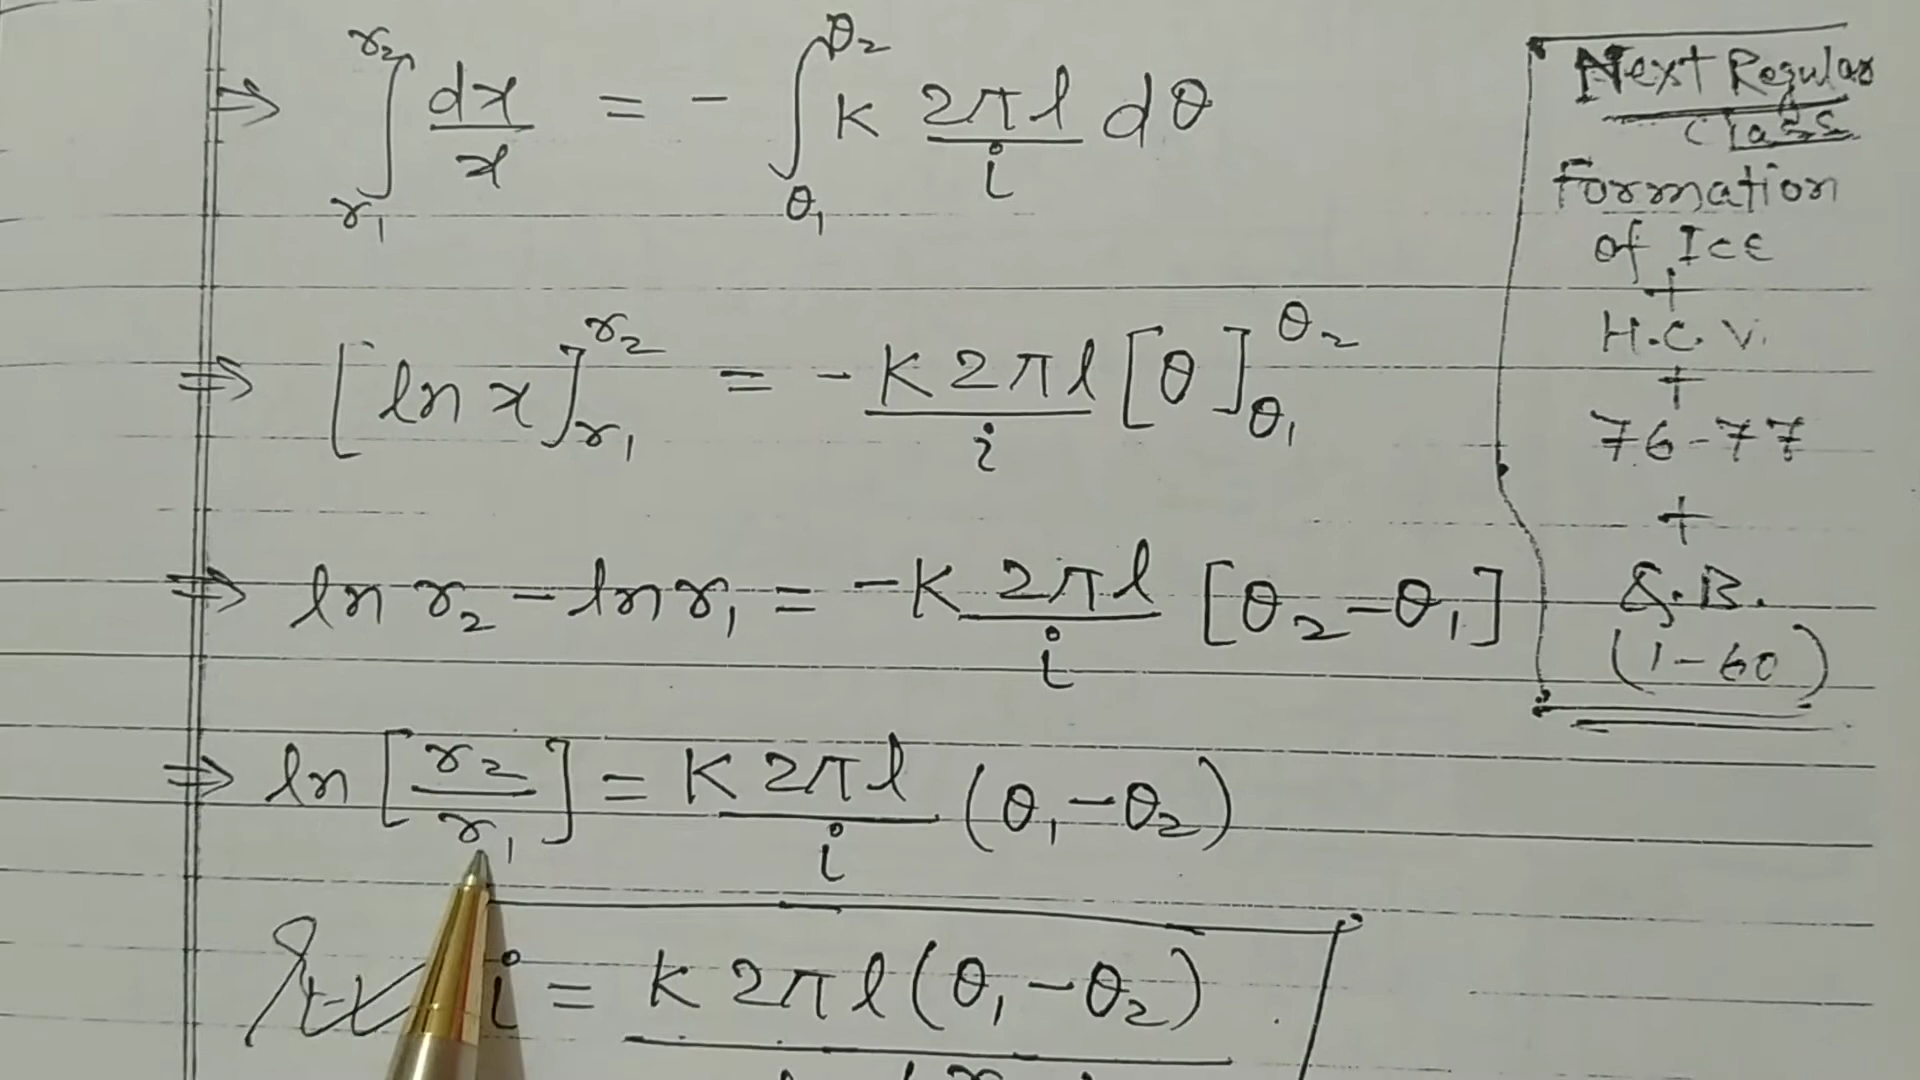 ⇒ ∫_{r₁}^{r₂} dx/x = - ∫_{θ₁}^{θ₂} K 2πl/i dθ
⇒ [ln x]_{r₁}^{r₂} = - K2πl/i [θ]_{θ₁}^{θ₂}
⇒ ln r₂ - ln r₁ = - K 2πl/i [θ₂-θ₁]
⇒ ln [r₂/r₁] = K 2πl/i (θ₁-θ₂)
i = K 2πl(θ₁-θ₂)
Next Regular
Class
Formation
of Ice
+
H.C.V.
+
76-77
+
Q.B.
(1-60)